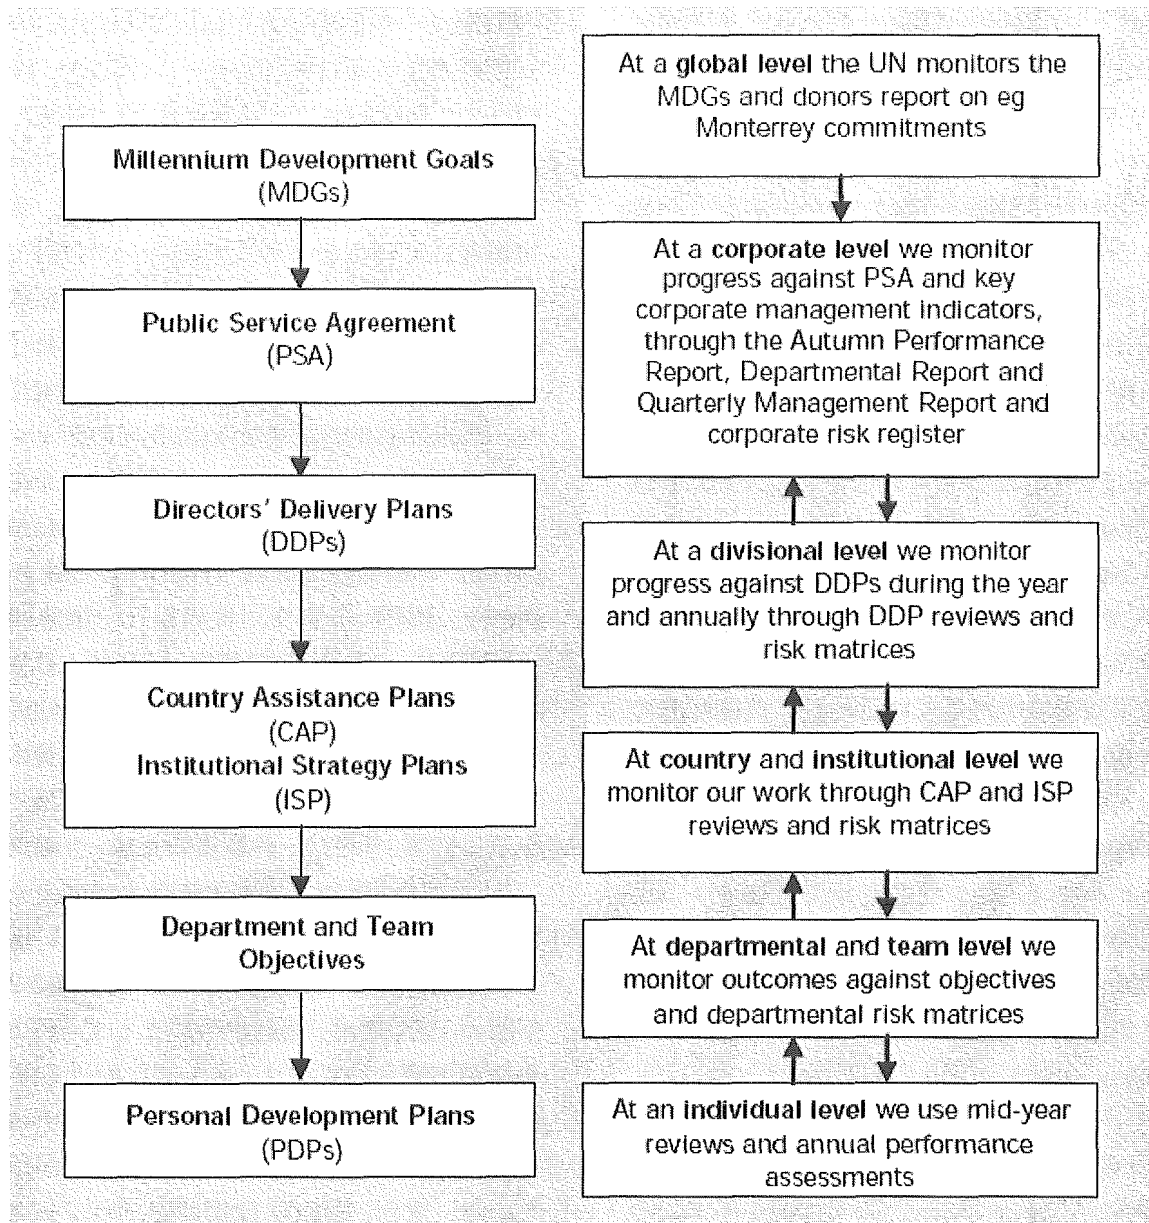 Millennium Development Goals
(MDGs)
Public Service Agreement
(PSA)
Directors' Delivery Plans
(DDPs)
Country Assistance Plans
(CAP)
Institutional Strategy Plans
(ISP)
Department and Team
Objectives
Personal Development Plans
(PDPs)
At a global level the UN monitors the
MDGs and donors report on eg
Monterrey commitments
At a corporate level we monitor
progress against PSA and key
corporate management indicators,
through the Autumn Performance
Report, Departmental Report and
Quarterly Management Report and
corporate risk register
At a divisional level we monitor
progress against DDPs during the year
and annually through DDP reviews and
risk matrices
At country and institutional level we
monitor our work through CAP and ISP
reviews and risk matrices
At departmental and team level we
monitor outcomes against objectives
and departmental risk matrices
At an individual level we use mid-year
reviews and annual performance
assessments